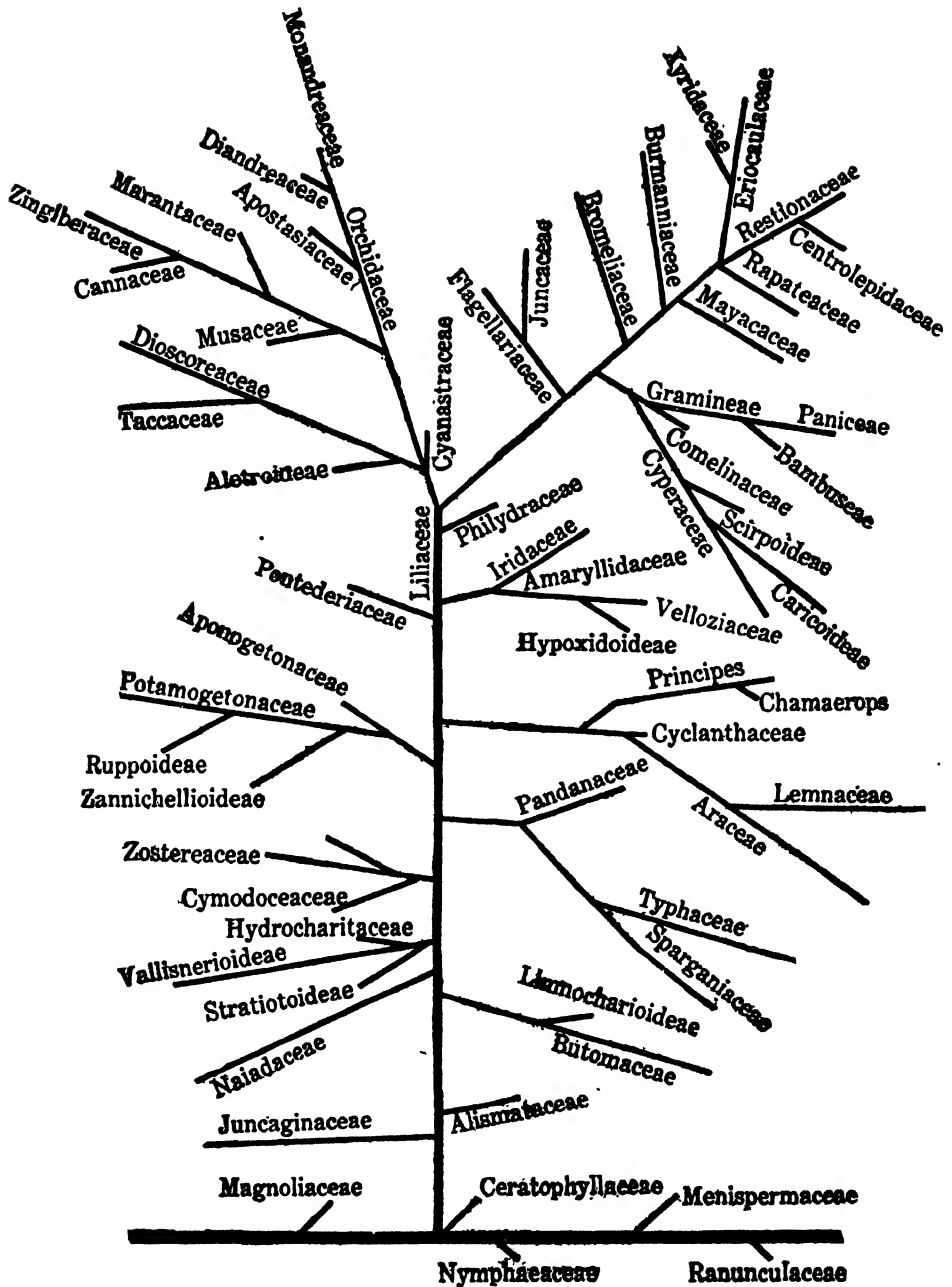 Monandreaceae
Diandreaceae
Apostasiaceae
Orchidaceae
Zingiberaceae
Marantaceae
Cannaceae
Musaceae
Dioscoreaceae
Taccaceae
Aletroideae
Cyanastraceae
Flagellariaceae
Juncaceae
Bromeliaceae
Burmanniaceae
Xyridaceae
Eriocaulaceae
Restionaceae
Centrolepidaceae
Rapateaceae
Mayacaceae
Gramineae
Paniceae
Bambuseae
Comelinaceae
Cyperaceae
Scirpoideae
Caricoideae
Liliaceae
Philydraceae
Iridaceae
Amaryllidaceae
Velloziaceae
Hypoxidoideae
Pontederiaceae
Aponogetonaceae
Potamogetonaceae
Ruppoideae
Zannichellioideae
Principes
Chamaerops
Cyclanthaceae
Pandanaceae
Lemnaceae
Araceae
Typhaceae
Sparganiaceae
Zostereaceae
Cymodoceaceae
Hydrocharitaceae
Vallisnerioideae
Stratiotoideae
Naiadaceae
Butomaceae
Juncaginaceae
Alismataceae
Magnoliaceae
Ceratophyllaceae
Menispermaceae
Nymphaeaceae
Ranunculaceae